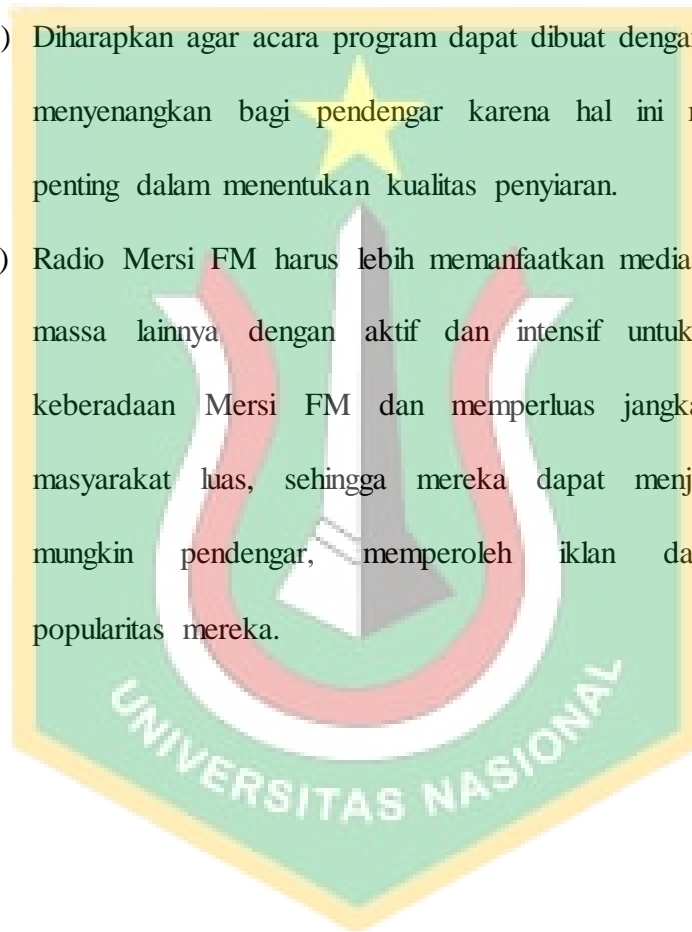 ) Diharapkan agar acara program dapat dibuat dengan
menyenangkan bagi pendengar karena hal ini
penting dalam menentukan kualitas penyiaran.
) Radio Mersi FM harus lebih memanfaatkan media
massa lainnya dengan aktif dan intensif untuk
keberadaan Mersi FM dan memperluas
masyarakat luas, sehingga mereka dapat
mungkin pendengar, memperoleh iklan
popularitas mereka.
UNIVERSITAS NASIONAL